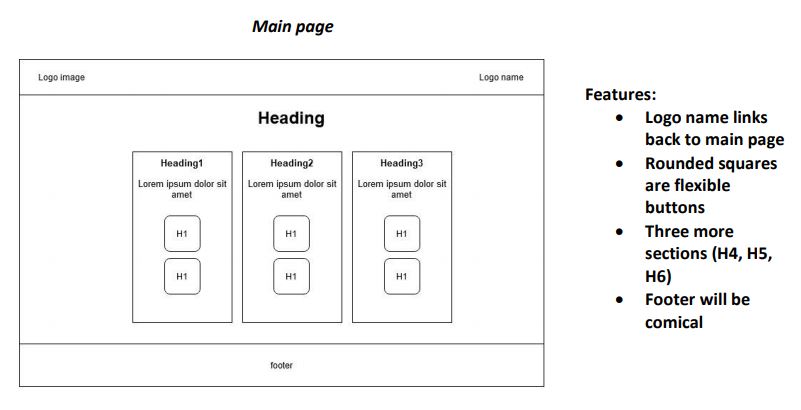 Main page
Logo image
Logo name
Heading
Heading1
Lorem ipsum dolor sit
amet
H1
H1
Heading2
Lorem ipsum dolor sit
amet
H1
H1
Heading3
Lorem ipsum dolor sit
amet
H1
H1
footer
Features:
• Logo name links
back to main page
• Rounded squares
are flexible
buttons
• Three more
sections (H4, H5,
H6)
• Footer will be
comical